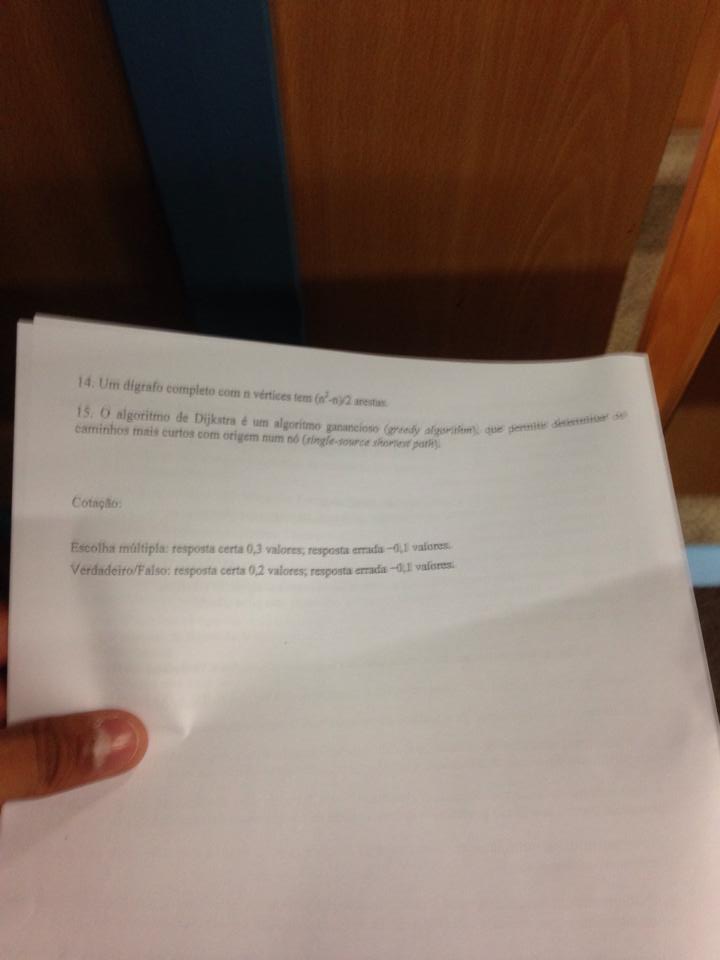 14. Um dígrafo completo com n vértices tem (n²-n)/2 arestas.
15. O algoritmo de Dijkstra é um algoritmo ganancioso (greedy algorithm), que permite determinar os
caminhos mais curtos com origem num nó (single-source shortest path).
Cotação:
Escolha múltipla: resposta certa 0,3 valores; resposta errada −0,1 valores.
Verdadeiro/Falso: resposta certa 0,2 valores; resposta errada −0,1 valores.